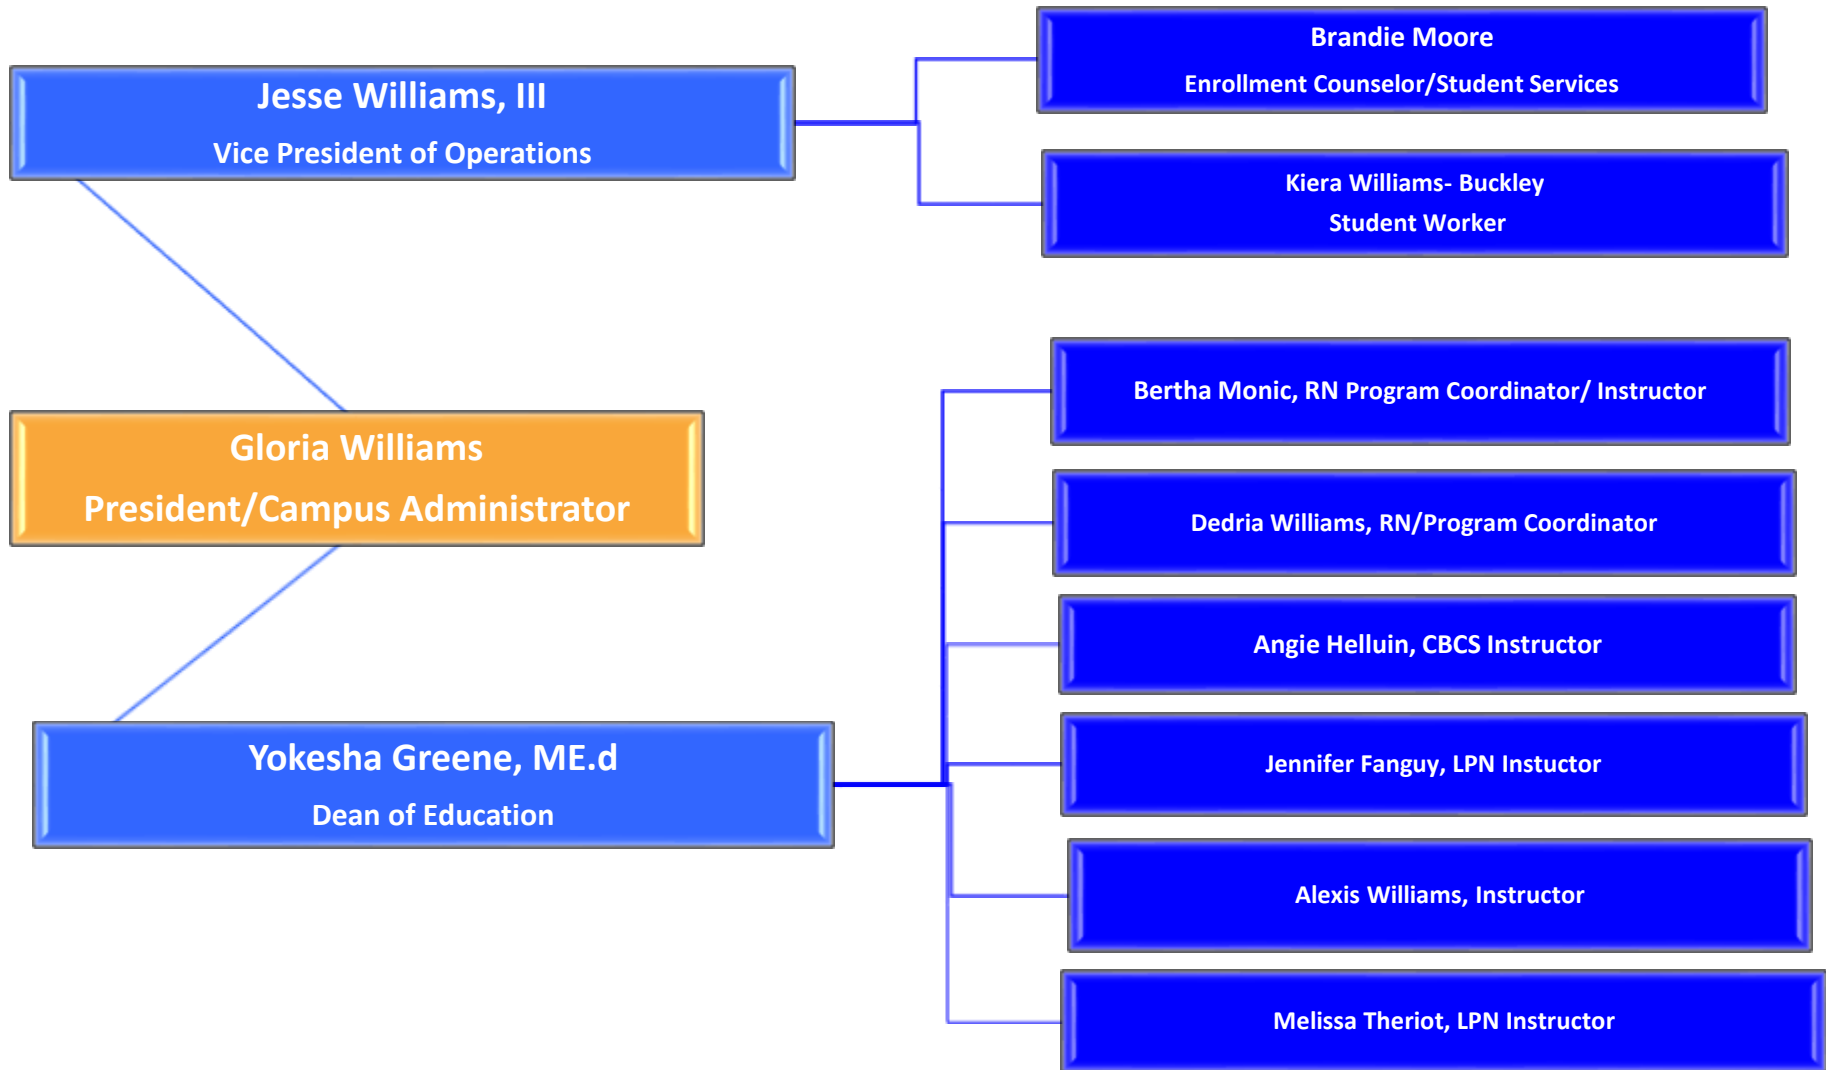 Brandie Moore
Enrollment Counselor/Student Services
Jesse Williams, III
Vice President of Operations
Kiera Williams- Buckley
Student Worker
Bertha Monic, RN Program Coordinator/ Instructor
Gloria Williams
President/Campus Administrator
Dedria Williams, RN/Program Coordinator
Angie Helluin, CBCS Instructor
Yokesha Greene, ME.d
Dean of Education
Jennifer Fanguy, LPN Instuctor
Alexis Williams, Instructor
Melissa Theriot, LPN Instructor